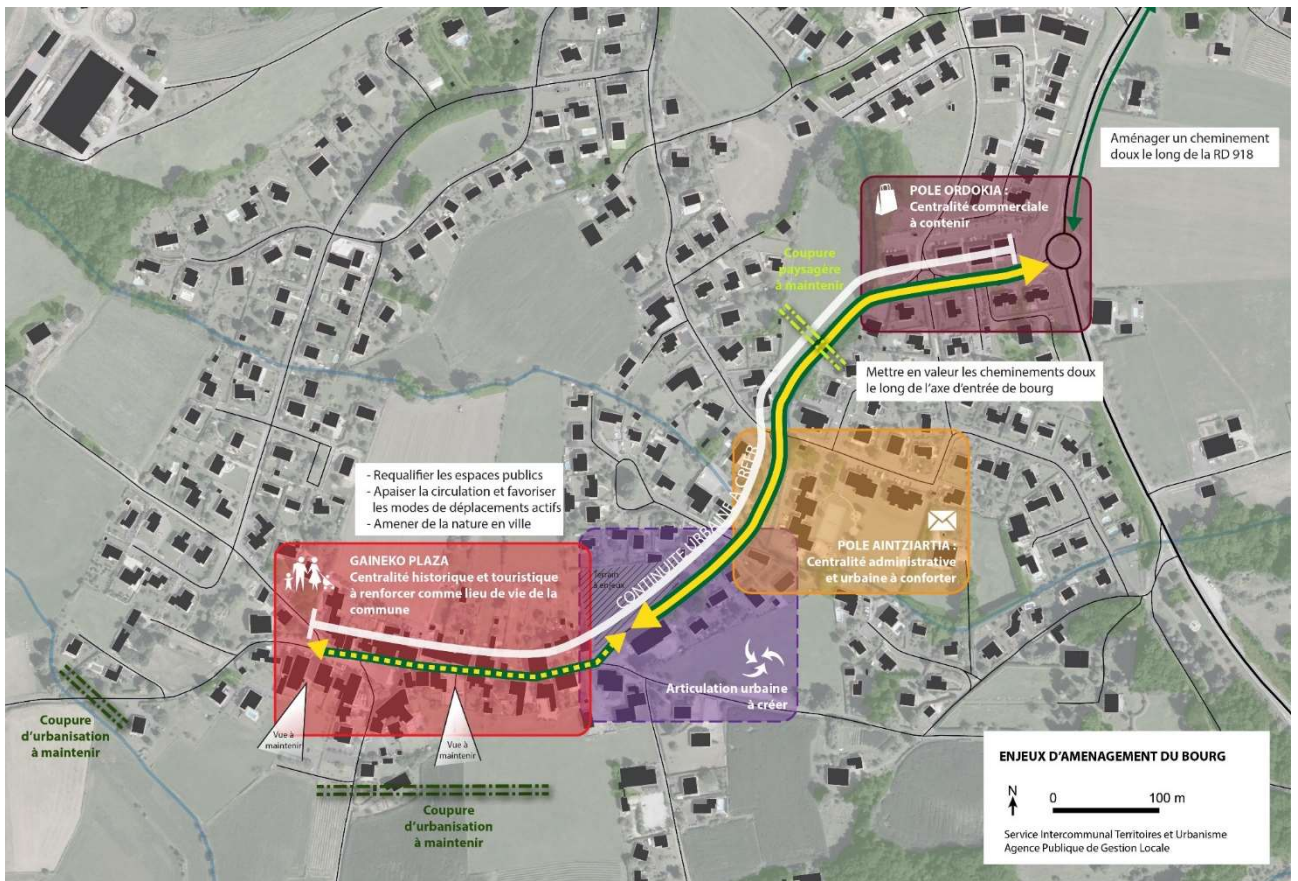 Aménager un cheminement
doux le long de la RD 918
POLE ORDOKIA :
Centralité commerciale
à contenir
Coupure
paysagère
à maintenir
Mettre en valeur les cheminements doux
le long de l'axe d'entrée de bourg
- Requalifier les espaces publics
- Apaiser la circulation et favoriser
les modes de déplacements actifs
- Amener de la nature en ville
CONTINUITE URBAINE A CREER
POLE AINTZIARTIA :
Centralité administrative
et urbaine à conforter
GAINEKO PLAZA
Centralité historique et touristique
à renforcer comme lieu de vie de la
commune
Terrain
à enjeux
Articulation urbaine
à créer
Coupure
d'urbanisation
à maintenir
Vue à
maintenir
Vue à
maintenir
Coupure
d'urbanisation
à maintenir
ENJEUX D'AMENAGEMENT DU BOURG
N
0 100 m
Service Intercommunal Territoires et Urbanisme
Agence Publique de Gestion Locale